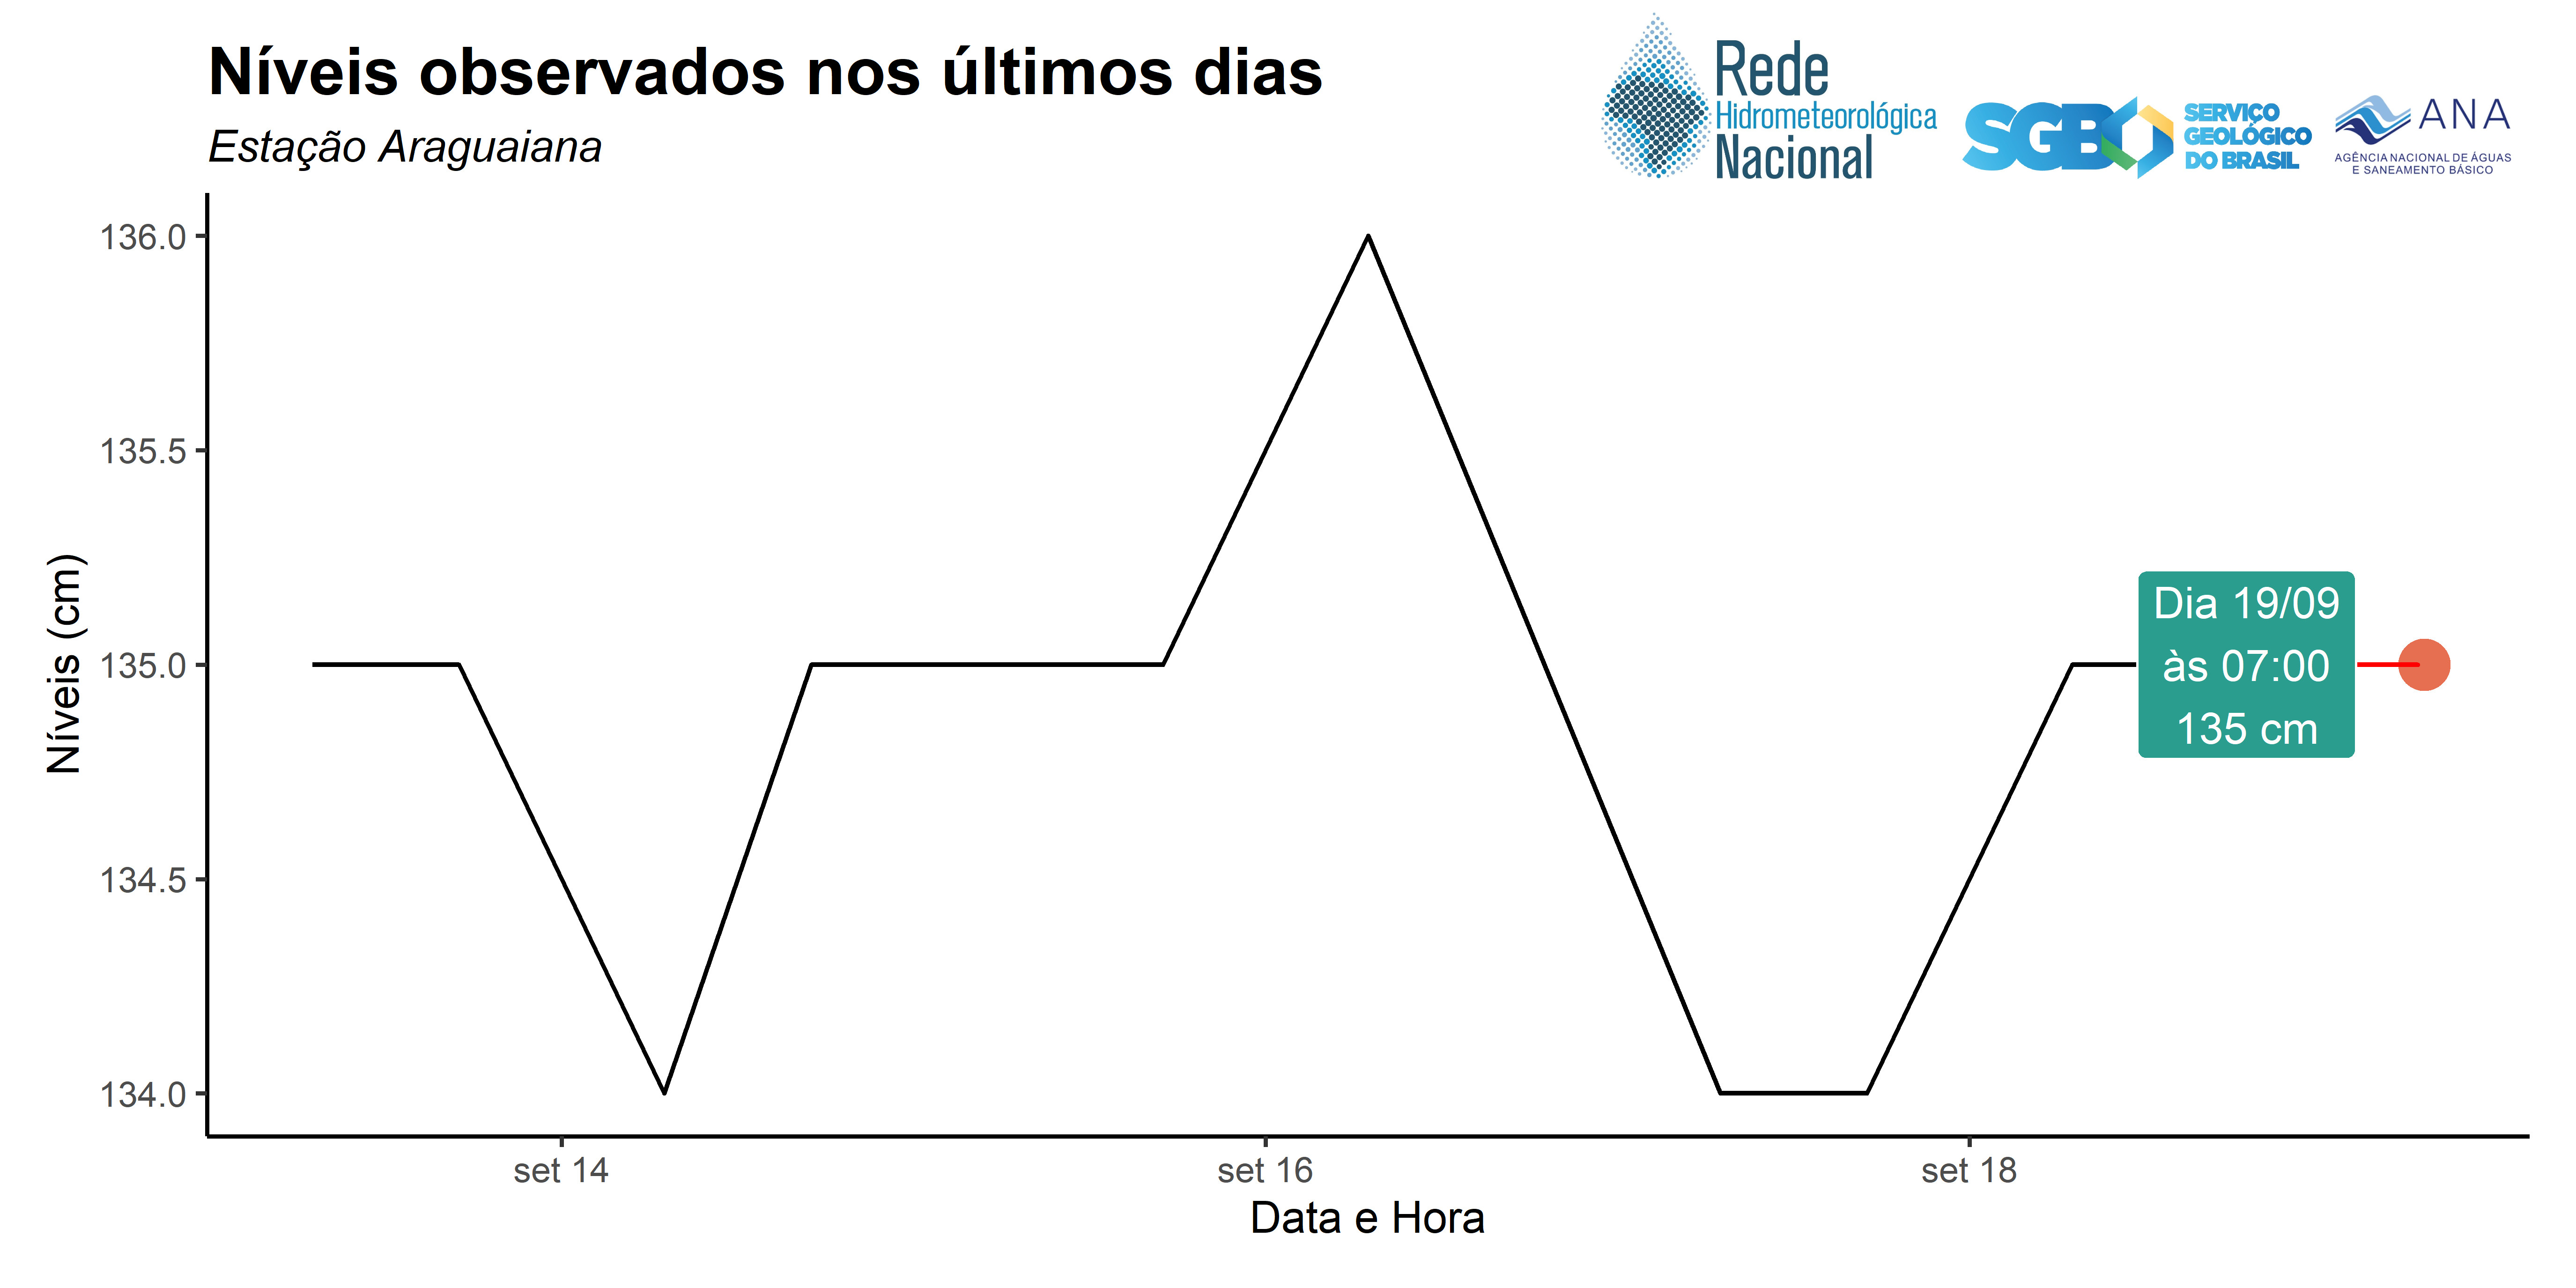 Níveis observados nos últimos dias
Estação Araguaiana
Rede
Hidrometeorológica
Nacional
SGB
SERVIÇO
GEOLÓGICO
DO BRASIL
ANA
AGÊNCIA NACIONAL DE ÁGUAS
E SANEAMENTO BÁSICO
Níveis (cm)
136.0
135.5
135.0
134.5
134.0
Dia 19/09
às 07:00
135 cm
set 14
set 16
set 18
Data e Hora